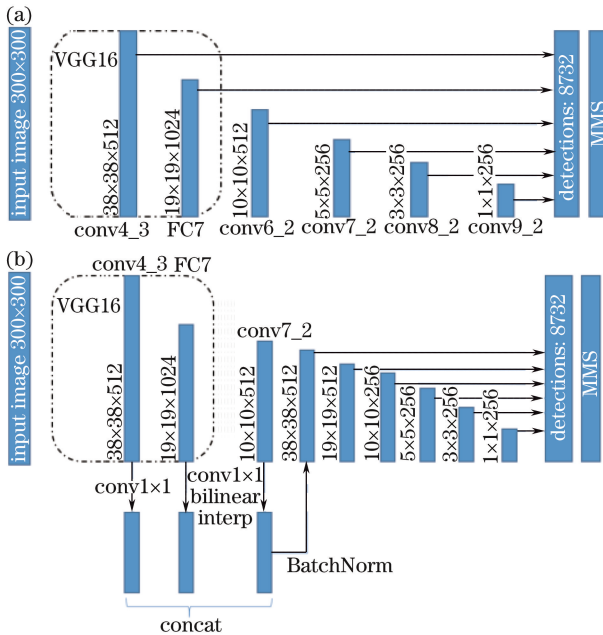 (a)
input image 300×300
VGG16
38×38×512
19×19×1024
10×10×512
5×5×256
3×3×256
1×1×256
detections: 8732
MMS
conv4_3
FC7
conv6_2
conv7_2
conv8_2
conv9_2
(b)
input image 300×300
conv4_3
FC7
VGG16
38×38×512
19×19×1024
conv7_2
10×10×512
38×38×512
19×19×512
10×10×256
5×5×256
3×3×256
1×1×256
detections: 8732
MMS
conv1×1
conv1×1
bilinear
interp
BatchNorm
concat